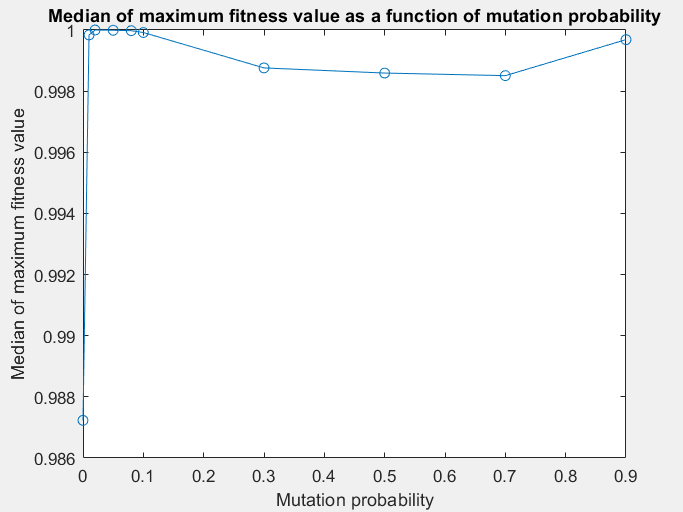 Median of maximum fitness value as a function of mutation probability
1
0.998
0.996
0.994
0.992
0.99
0.988
0.986
Median of maximum fitness value
0 0.1 0.2 0.3 0.4 0.5 0.6 0.7 0.8 0.9
Mutation probability